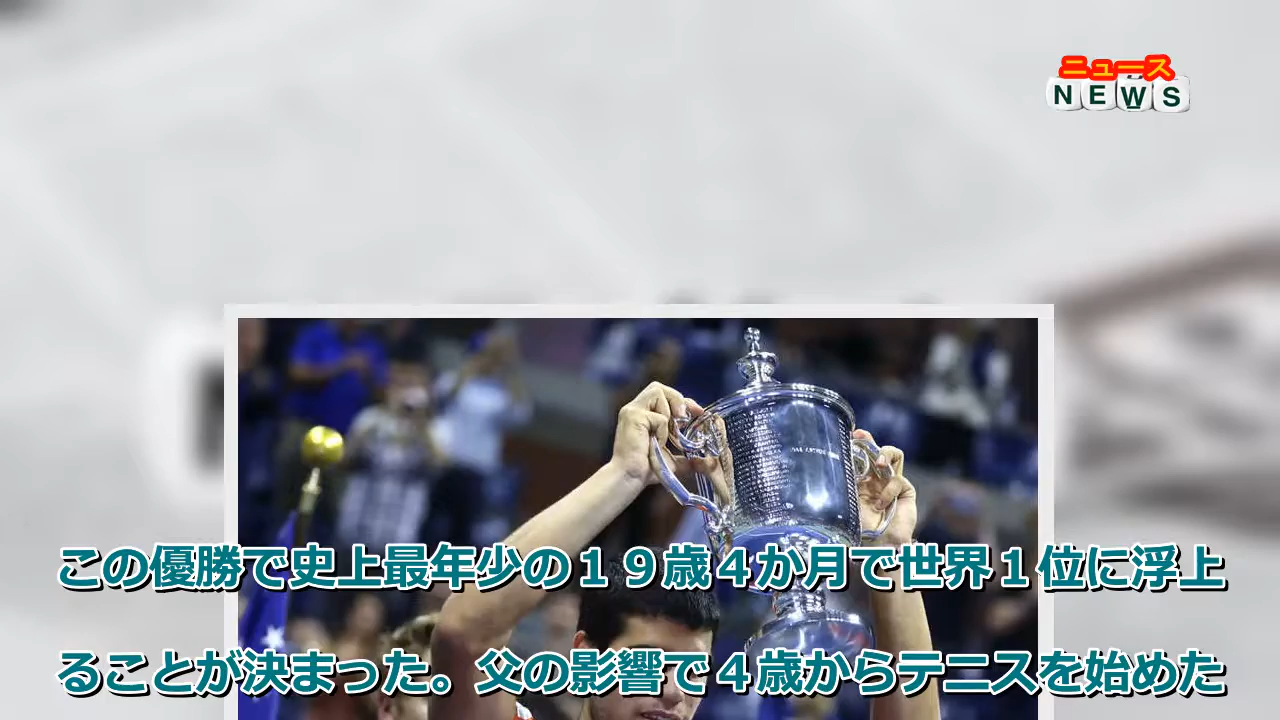 ニュース
NEWS
この優勝で史上最年少の１９歳４か月で世界１位に浮上
ることが決まった。父の影響で４歳からテニスを始めた